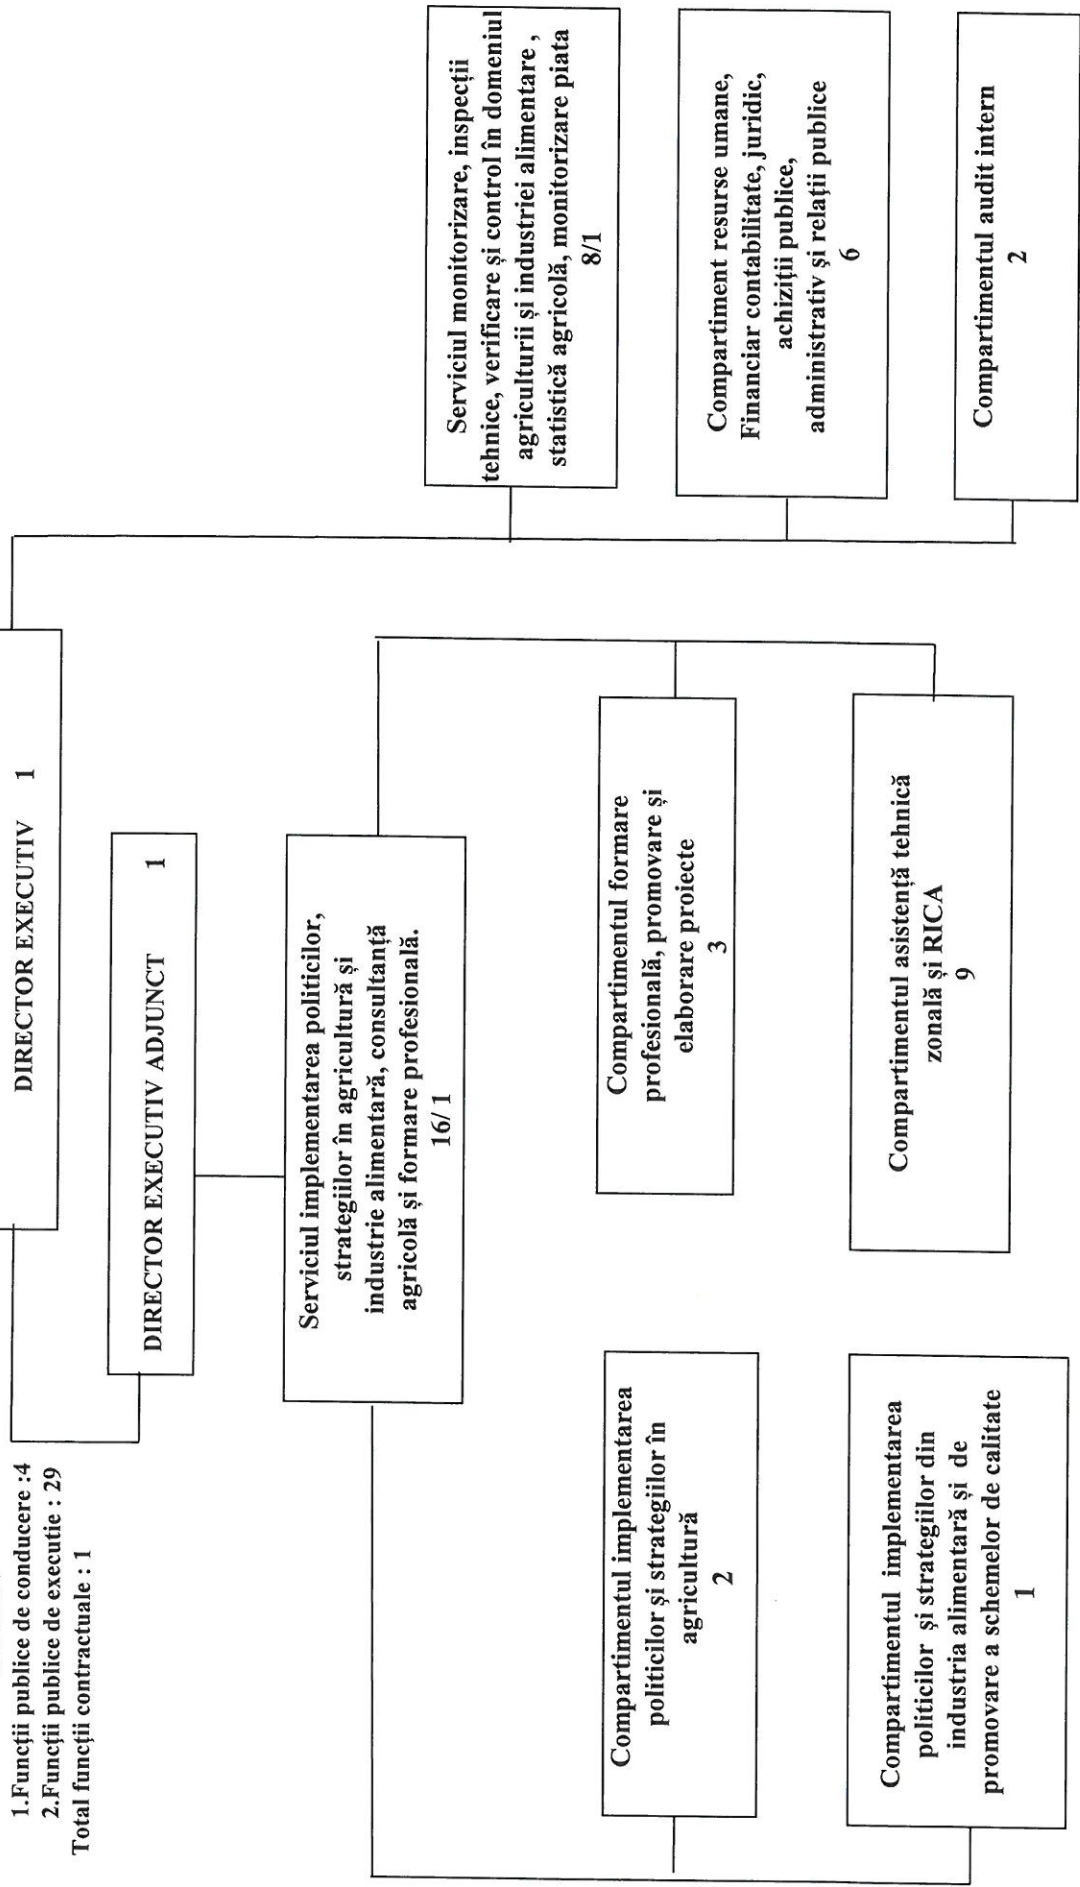 1.Funcții publice de conducere :4
2.Funcții publice de executie : 29
Total funcții contractuale : 1
DIRECTOR EXECUTIV 1
DIRECTOR EXECUTIV ADJUNCT 1
Serviciul implementarea politicilor,
strategiilor în agricultură și
industrie alimentară, consultanță
agricolă și formare profesională.
16/ 1
Compartimentul implementarea
politicilor și strategiilor în
agricultură
2
Compartimentul implementarea
politicilor și strategiilor din
industria alimentară și de
promovare a schemelor de calitate
1
Compartimentul formare
profesională, promovare și
elaborare proiecte
3
Compartimentul asistență tehnică
zonală și RICA
9
Serviciul monitorizare, inspecții
tehnice, verificare și control în domeniul
agriculturii și industriei alimentare ,
statistică agricolă, monitorizare piata
8/1
Compartiment resurse umane,
Financiar contabilitate, juridic,
achiziții publice,
administrativ și relații publice
6
Compartimentul audit intern
2